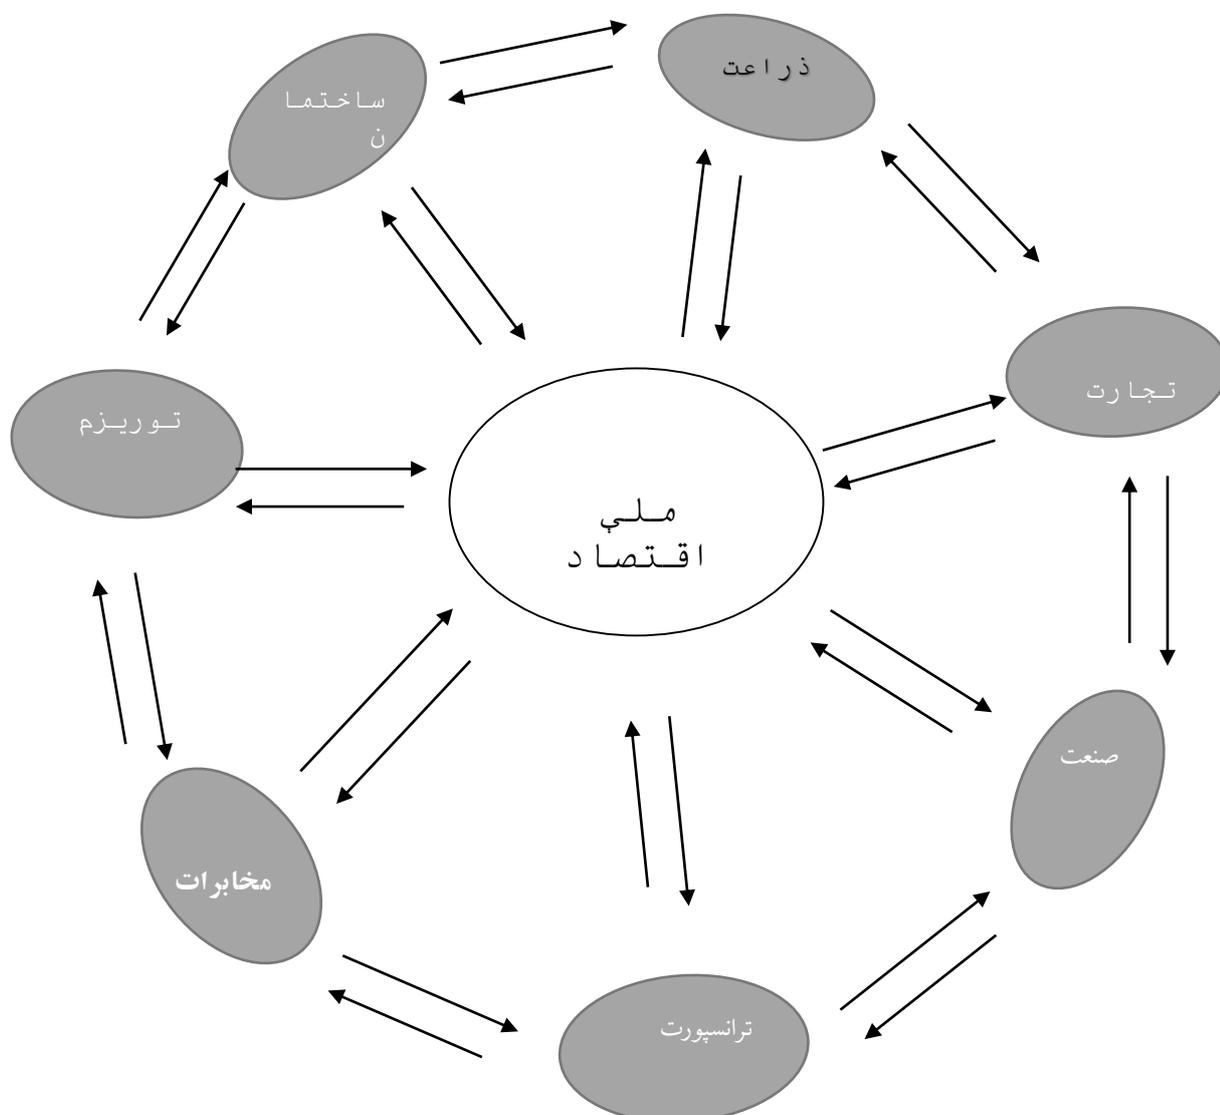 ذراعت
ساختما
ن
تجارت
توریزم
ملي
اقتصاد
صنعت
مخابرات
ترانسپورت